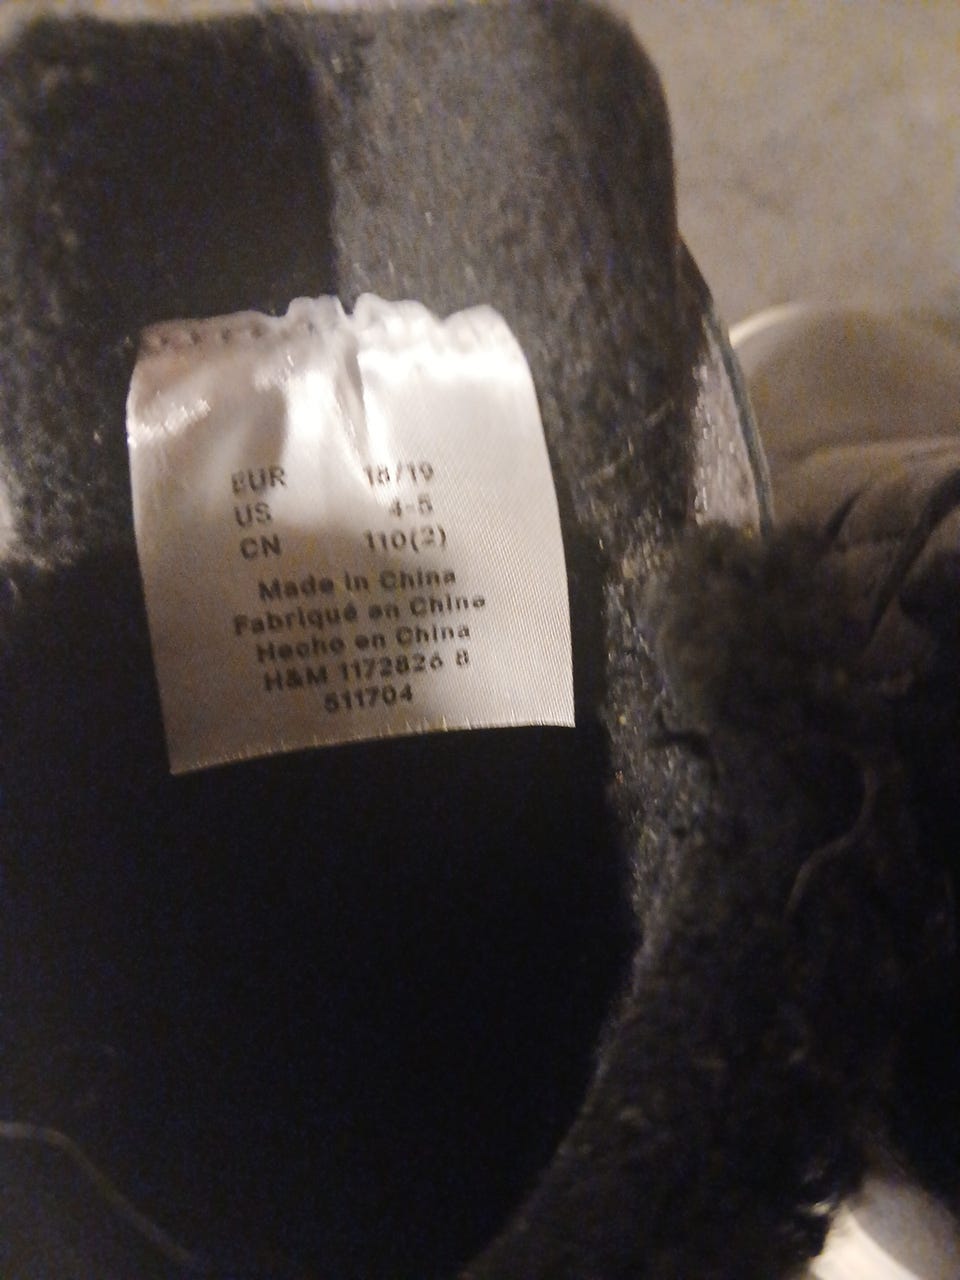 EUR 18/19
US 4-5
CN 110(2)
Made in China
Fabriqué en China
Hecho en China
H&M 1172826 8
511704